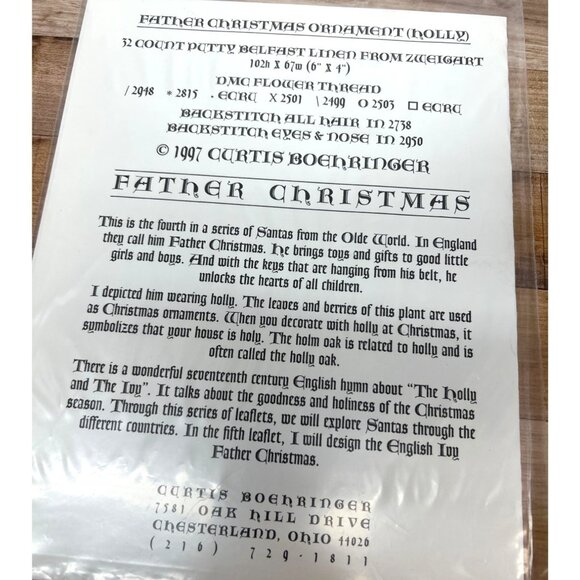 FATHER CHRISTMAS ORNAMENT (HOLLY)
32 COUNT PUTTY BELFAST LINEN FROM ZWEIGART
102h X 67w (6" X 4")
DMC FLOWER THREAD
/ 2948 * 2815 . ECRU X 2501 \ 2499 O 2503 □ ECRU
BACKSTITCH ALL HAIR IN 2738
BACKSTITCH EYES & NOSE IN 2950
© 1997 CURTIS BOEHRINGER
FATHER CHRISTMAS
This is the fourth in a series of Santas from the Olde World. In England
they call him Father Christmas. He brings toys and gifts to good little
girls and boys. And with the keys that are hanging from his belt, he
unlocks the hearts of all children.
I depicted him wearing holly. The leaves and berries of this plant are used
as Christmas ornaments. When you decorate with holly at Christmas, it
symbolizes that your house is holy. The holm oak is related to holly and is
often called the holly oak.
There is a wonderful seventeenth century English hymn about "The Holly
and The Ivy". It talks about the goodness and holiness of the Christmas
season. Through this series of leaflets, we will explore Santas through the
different countries. In the fifth leaflet, I will design the English Ivy
Father Christmas.
CURTIS BOEHRINGER
7581 OAK HILL DRIVE
CHESTERLAND, OHIO 44026
(216) 729-1811